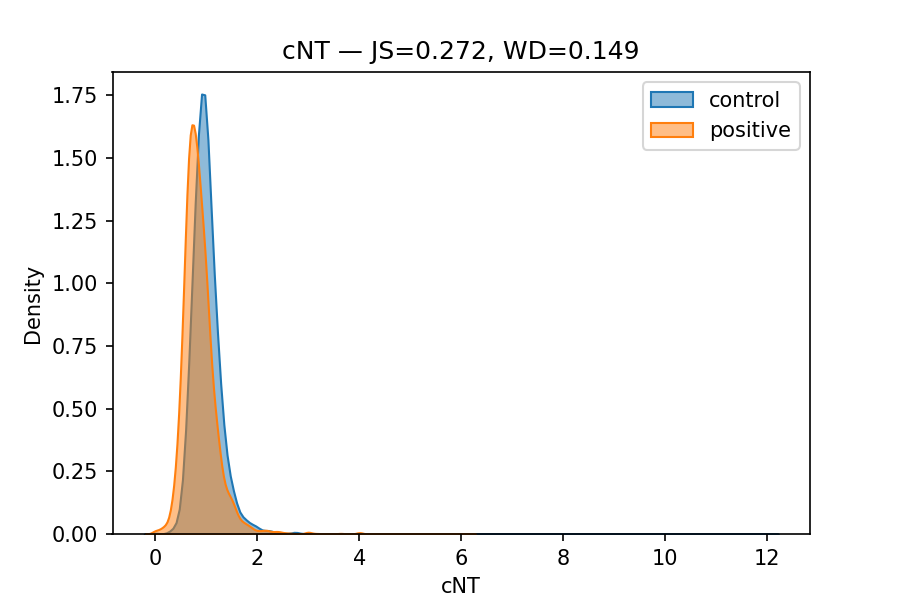 cNT — JS=0.272, WD=0.149
control
positive
1.75
1.50
1.25
1.00
0.75
0.50
0.25
0.00
Density
0 2 4 6 8 10 12
cNT